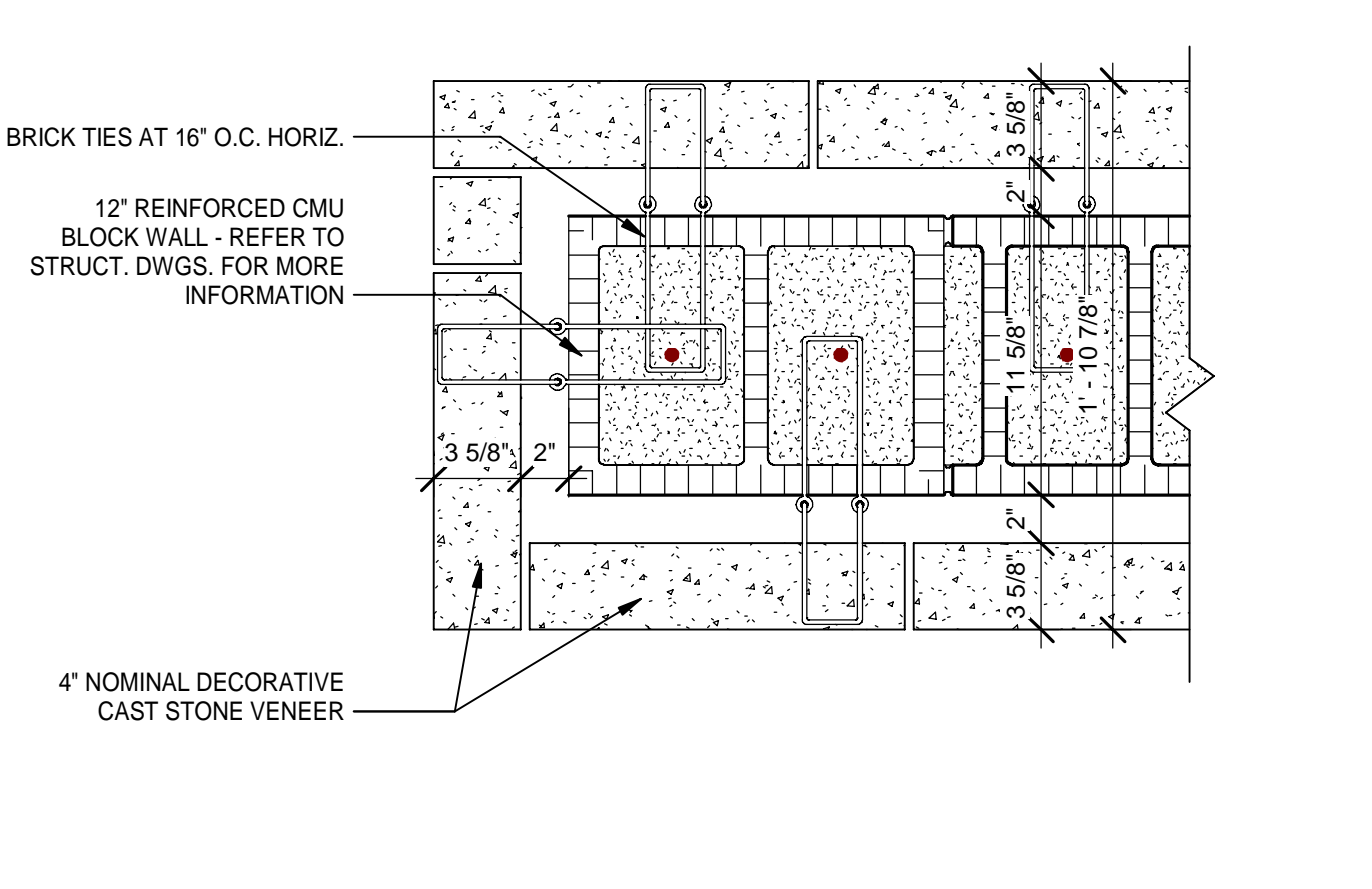 BRICK TIES AT 16" O.C. HORIZ.
12" REINFORCED CMU
BLOCK WALL - REFER TO
STRUCT. DWGS. FOR MORE
INFORMATION
3 5/8"
2"
4" NOMINAL DECORATIVE
CAST STONE VENEER
3 5/8"
2"
11 5/8"
1' - 10 7/8"
2"
3 5/8"